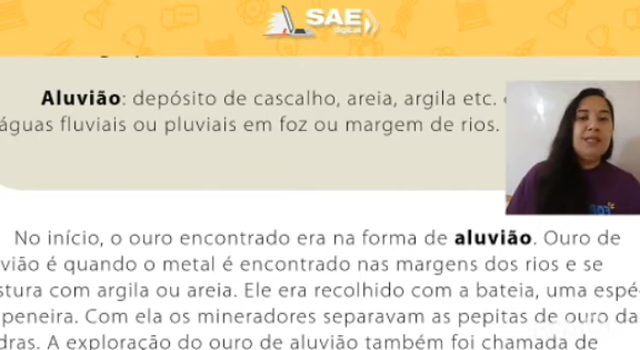 SAE
Aluvião: depósito de cascalho, areia, argila etc.
águas fluviais ou pluviais em foz ou margem de rios.
No início, o ouro encontrado era na forma de aluvião. Ouro de
vião é quando o metal é encontrado nas margens dos rios e se
stura com argila ou areia. Ele era recolhido com a bateia, uma espé
peneira. Com ela os mineradores separavam as pepitas de ouro da
dras. A exploração do ouro de aluvião também foi chamada de